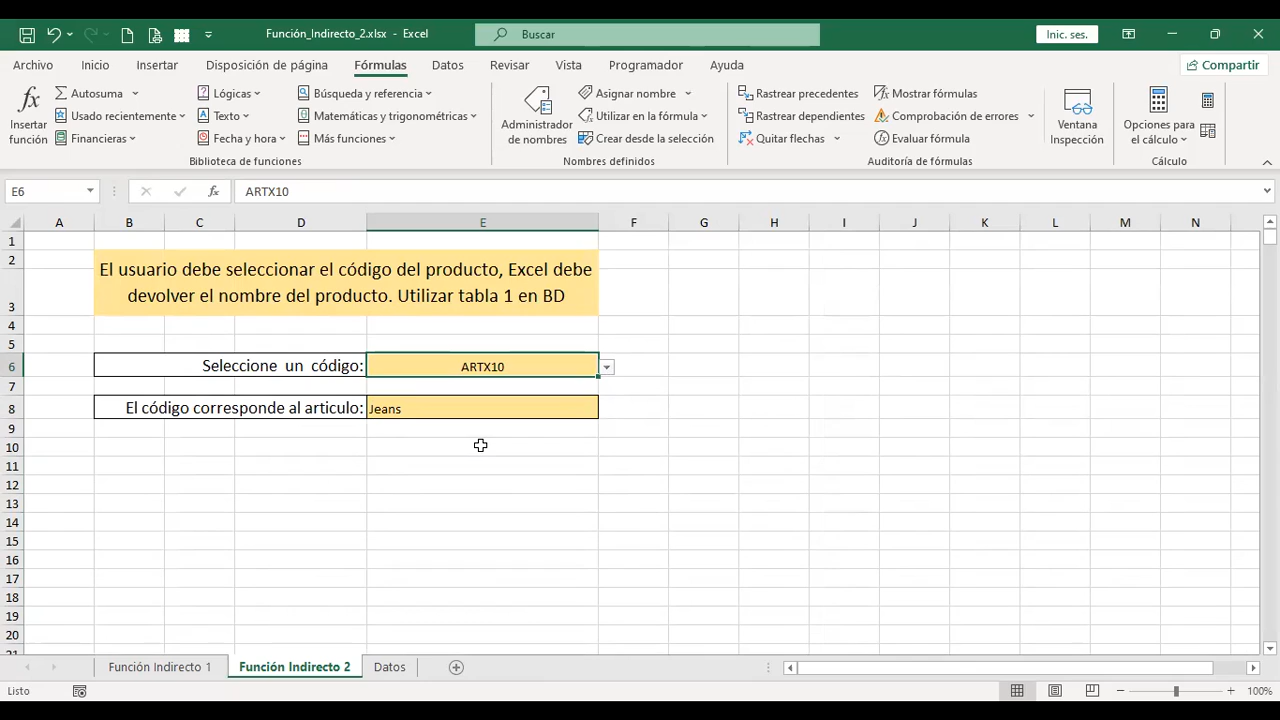 Función_Indirecto_2.xlsx - Excel
Buscar
Inic. ses.
Archivo Inicio Insertar Disposición de página Fórmulas Datos Revisar Vista Programador Ayuda
Compartir
Insertar función
Autosuma
Usado recientemente
Financieras
Lógicas
Texto
Fecha y hora
Búsqueda y referencia
Matemáticas y trigonométricas
Más funciones
Biblioteca de funciones
Administrador de nombres
Asignar nombre
Utilizar en la fórmula
Crear desde la selección
Nombres definidos
Rastrear precedentes
Rastrear dependientes
Quitar flechas
Mostrar fórmulas
Comprobación de errores
Evaluar fórmula
Auditoría de fórmulas
Ventana Inspección
Opciones para el cálculo
Cálculo
E6
fx
ARTX10
A B C D E F G H I J K L M N
1
2
El usuario debe seleccionar el código del producto, Excel debe
3
devolver el nombre del producto. Utilizar tabla 1 en BD
4
5
6 Seleccione un código: ARTX10
7
8 El código corresponde al articulo: Jeans
9
10
11
12
13
14
15
16
17
18
19
20
21
Función Indirecto 1 Función Indirecto 2 Datos
Listo
100%